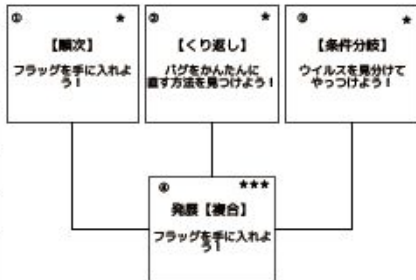 ① ★
【順次】
フラッグを手に入れよ
う！
② ★
【くり返し】
バグをかんたんに
直す方法を見つけよう！
③ ★
【条件分岐】
ウイルスを見分けて
やっつけよう！
④ ★★★
発展【複合】
フラッグを手に入れよ
う！